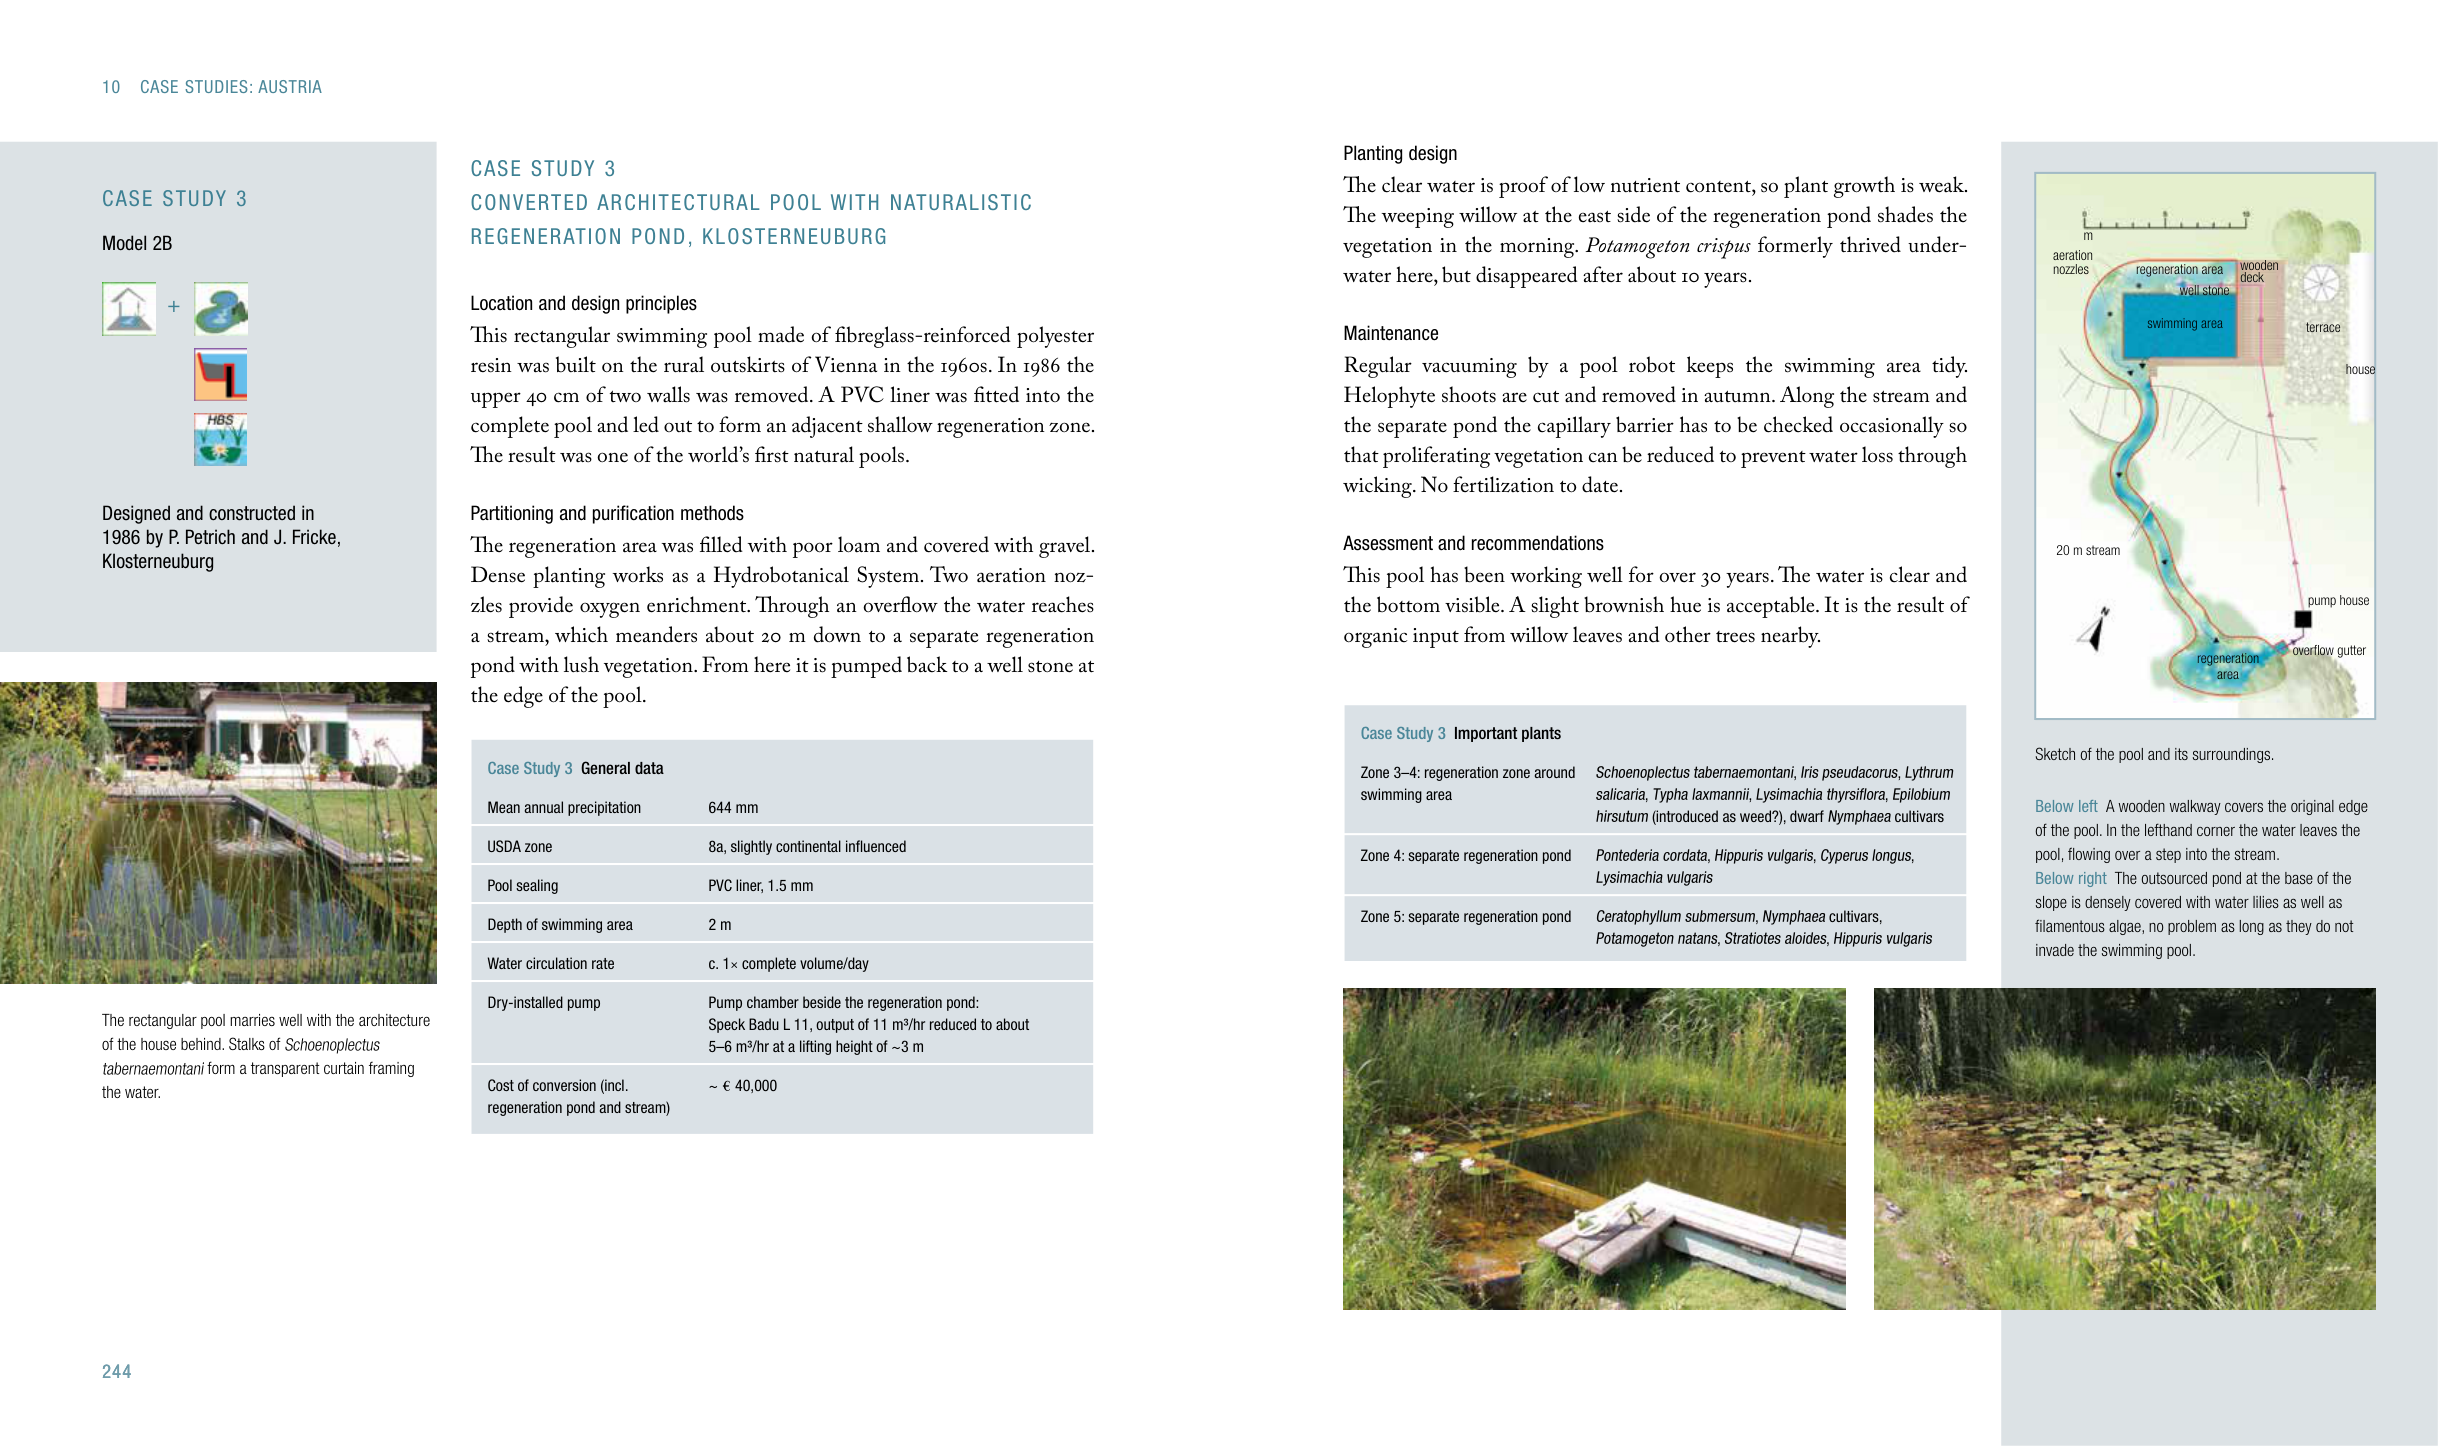 10 CASE STUDIES: AUSTRIA
CASE STUDY 3
Model 2B
+
HBS
Designed and constructed in
1986 by P. Petrich and J. Fricke,
Klosterneuburg
The rectangular pool marries well with the architecture
of the house behind. Stalks of Schoenoplectus
tabernaemontani form a transparent curtain framing
the water.
CASE STUDY 3
CONVERTED ARCHITECTURAL POOL WITH NATURALISTIC
REGENERATION POND, KLOSTERNEUBURG
Location and design principles
This rectangular swimming pool made of fibreglass-reinforced polyester
resin was built on the rural outskirts of Vienna in the 1960s. In 1986 the
upper 40 cm of two walls was removed. A PVC liner was fitted into the
complete pool and led out to form an adjacent shallow regeneration zone.
The result was one of the world's first natural pools.
Partitioning and purification methods
The regeneration area was filled with poor loam and covered with gravel.
Dense planting works as a Hydrobotanical System. Two aeration noz-
zles provide oxygen enrichment. Through an overflow the water reaches
a stream, which meanders about 20 m down to a separate regeneration
pond with lush vegetation. From here it is pumped back to a well stone at
the edge of the pool.
Case Study 3 General data
Mean annual precipitation 644 mm
USDA zone 8a, slightly continental influenced
Pool sealing PVC liner, 1.5 mm
Depth of swimming area 2 m
Water circulation rate c. 1× complete volume/day
Dry-installed pump Pump chamber beside the regeneration pond:
Speck Badu L 11, output of 11 m³/hr reduced to about
5–6 m³/hr at a lifting height of ~3 m
Cost of conversion (incl. ~ € 40,000
regeneration pond and stream)
244
Planting design
The clear water is proof of low nutrient content, so plant growth is weak.
The weeping willow at the east side of the regeneration pond shades the
vegetation in the morning. Potamogeton crispus formerly thrived under-
water here, but disappeared after about 10 years.
Maintenance
Regular vacuuming by a pool robot keeps the swimming area tidy.
Helophyte shoots are cut and removed in autumn. Along the stream and
the separate pond the capillary barrier has to be checked occasionally so
that proliferating vegetation can be reduced to prevent water loss through
wicking. No fertilization to date.
Assessment and recommendations
This pool has been working well for over 30 years. The water is clear and
the bottom visible. A slight brownish hue is acceptable. It is the result of
organic input from willow leaves and other trees nearby.
Case Study 3 Important plants
Zone 3–4: regeneration zone around Schoenoplectus tabernaemontani, Iris pseudacorus, Lythrum
swimming area salicaria, Typha laxmannii, Lysimachia thyrsiflora, Epilobium
hirsutum (introduced as weed?), dwarf Nymphaea cultivars
Zone 4: separate regeneration pond Pontederia cordata, Hippuris vulgaris, Cyperus longus,
Lysimachia vulgaris
Zone 5: separate regeneration pond Ceratophyllum submersum, Nymphaea cultivars,
Potamogeton natans, Stratiotes aloides, Hippuris vulgaris
0 5 10
m
aeration
nozzles
regeneration area
wooden
deck
well stone
swimming area
terrace
house
20 m stream
N
pump house
overflow gutter
regeneration
area
Sketch of the pool and its surroundings.
Below left A wooden walkway covers the original edge
of the pool. In the lefthand corner the water leaves the
pool, flowing over a step into the stream.
Below right The outsourced pond at the base of the
slope is densely covered with water lilies as well as
filamentous algae, no problem as long as they do not
invade the swimming pool.